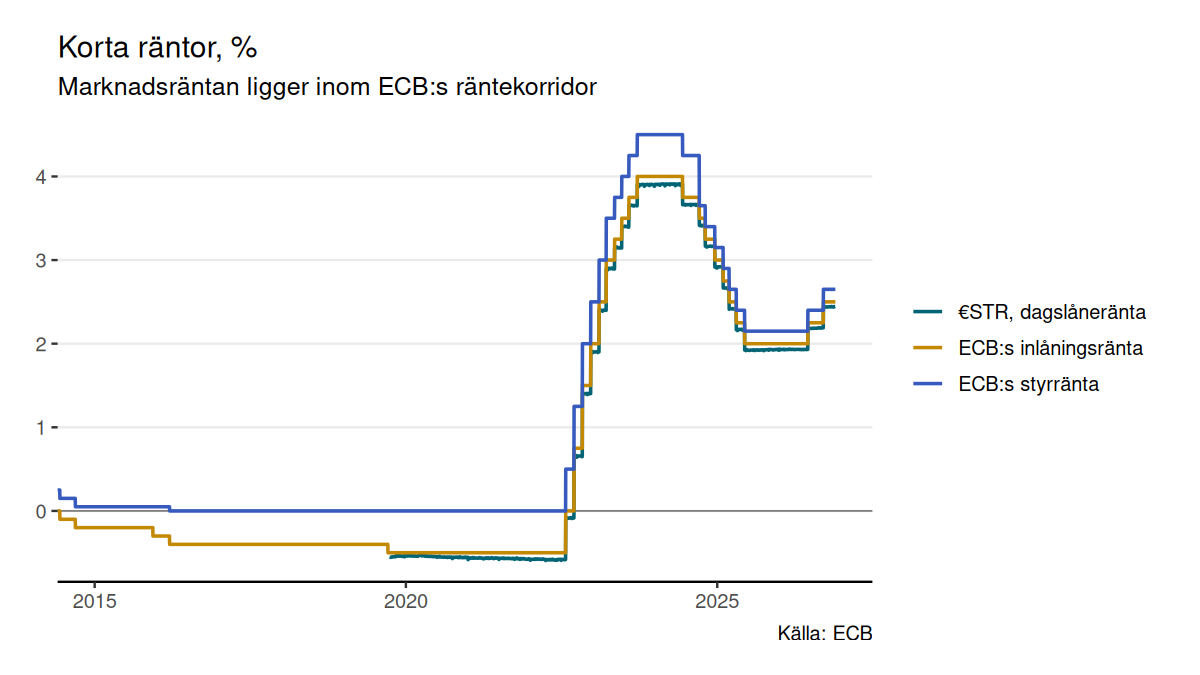 Korta räntor, %
Marknadsräntan ligger inom ECB:s räntekorridor
4
3
2
1
0
2015 2020 2025
€STR, dagslåneränta
ECB:s inlåningsränta
ECB:s styrränta
Källa: ECB